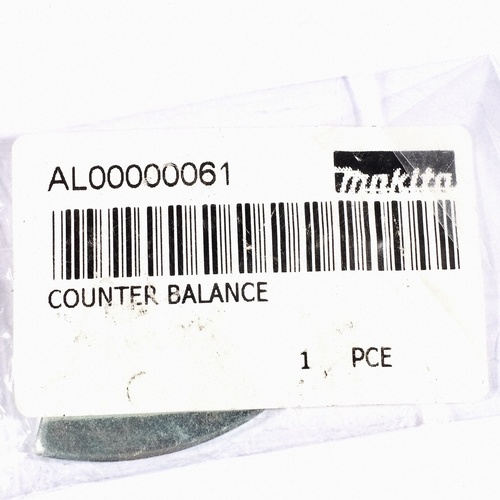 AL00000061
makita
COUNTER BALANCE
1 PCE